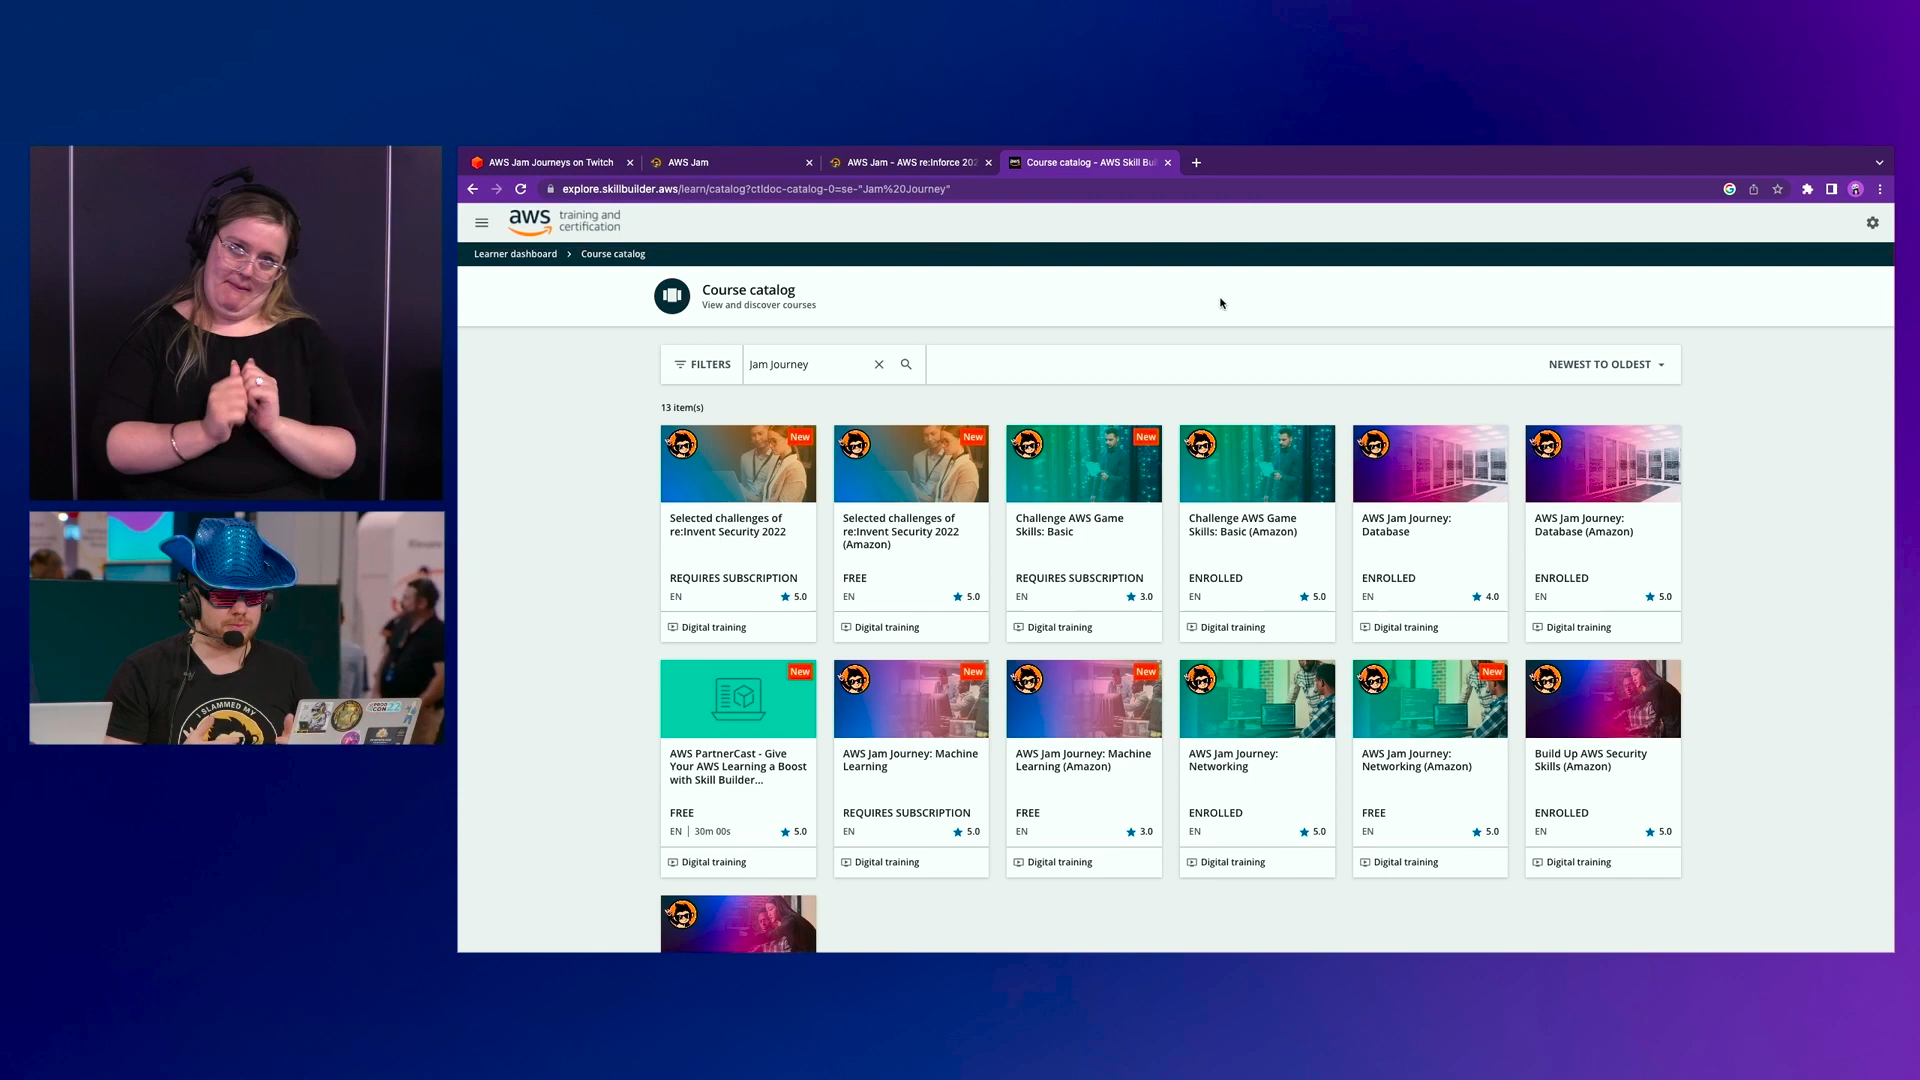 AWS Jam Journeys on Twitch
AWS Jam
AWS Jam - AWS re:Inforce 202
Course catalog - AWS Skill Bui
explore.skillbuilder.aws/learn/catalog?ctldoc-catalog-0=se-"Jam%20Journey"
aws training and certification
Learner dashboard > Course catalog
Course catalog
View and discover courses
FILTERS
Jam Journey
NEWEST TO OLDEST
13 item(s)
New
New
New
Selected challenges of
re:Invent Security 2022
REQUIRES SUBSCRIPTION
EN
5.0
Digital training
Selected challenges of
re:Invent Security 2022
(Amazon)
FREE
EN
5.0
Digital training
Challenge AWS Game
Skills: Basic
REQUIRES SUBSCRIPTION
EN
3.0
Digital training
Challenge AWS Game
Skills: Basic (Amazon)
ENROLLED
EN
5.0
Digital training
AWS Jam Journey:
Database
ENROLLED
EN
4.0
Digital training
AWS Jam Journey:
Database (Amazon)
ENROLLED
EN
5.0
Digital training
New
New
New
New
AWS PartnerCast - Give
Your AWS Learning a Boost
with Skill Builder...
FREE
EN | 30m 00s
5.0
Digital training
AWS Jam Journey: Machine
Learning
REQUIRES SUBSCRIPTION
EN
5.0
Digital training
AWS Jam Journey: Machine
Learning (Amazon)
FREE
EN
3.0
Digital training
AWS Jam Journey:
Networking
ENROLLED
EN
5.0
Digital training
AWS Jam Journey:
Networking (Amazon)
FREE
EN
5.0
Digital training
Build Up AWS Security
Skills (Amazon)
ENROLLED
EN
5.0
Digital training
I SLAMMED MY